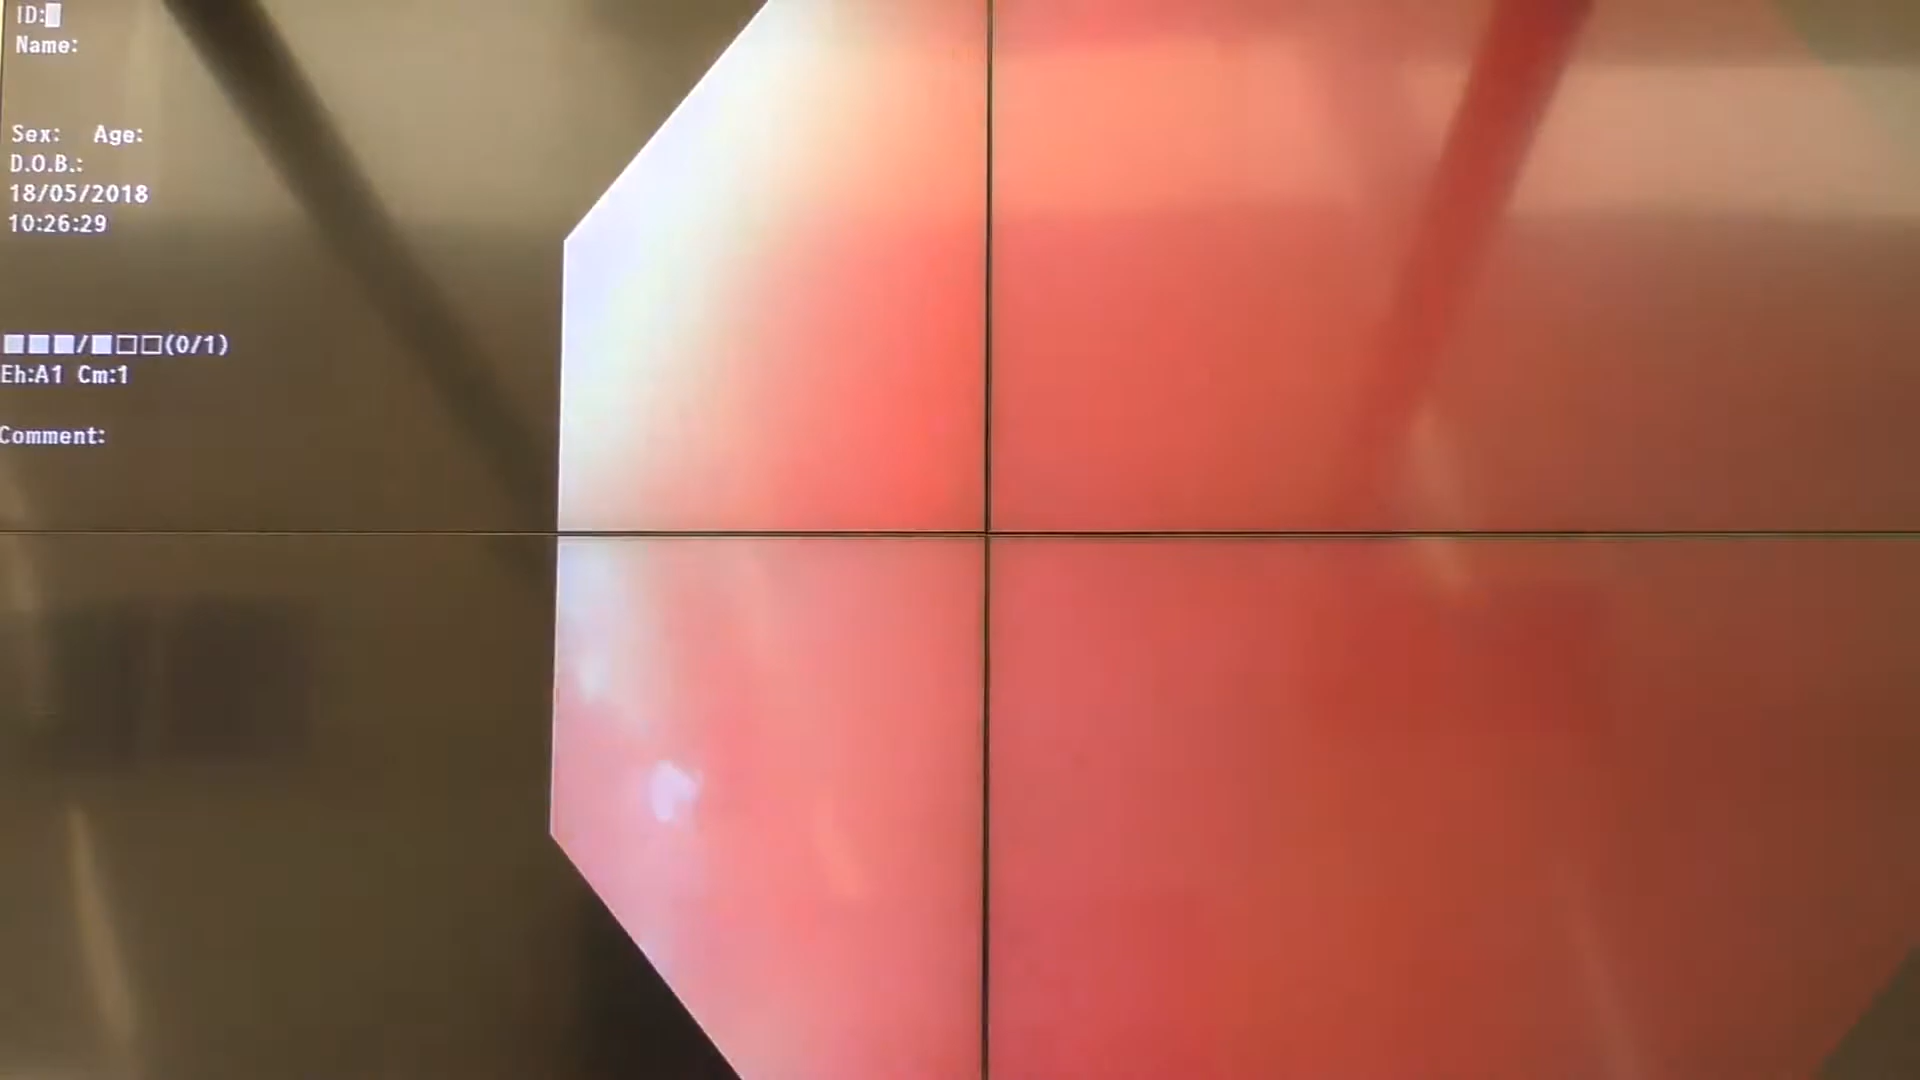 ID:
Name:
Sex: Age:
D.O.B.:
18/05/2018
10:26:29
■■■/■□□(0/1)
Eh:A1 Cm:1
Comment: